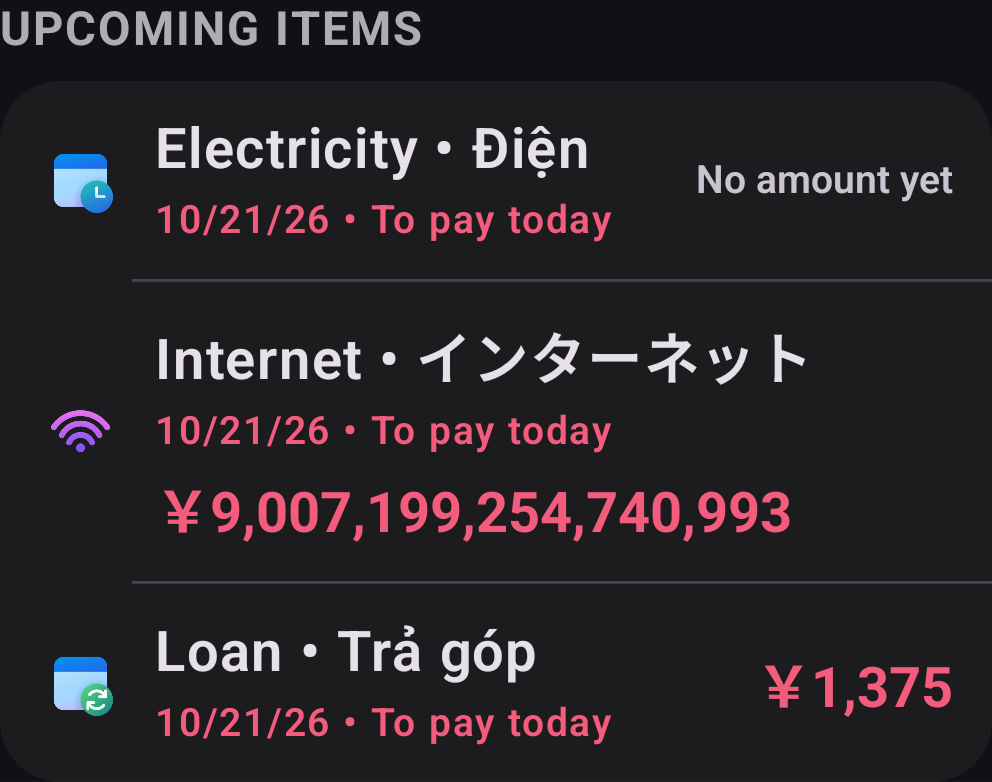 UPCOMING ITEMS
Electricity • Điện
No amount yet
10/21/26 • To pay today
Internet • インターネット
10/21/26 • To pay today
￥9,007,199,254,740,993
Loan • Trả góp
￥1,375
10/21/26 • To pay today